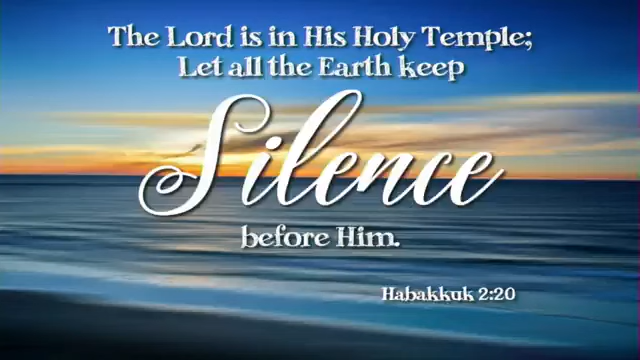 The Lord is in His Holy Temple;
Let all the Earth keep
Silence
before Him.
Habakkuk 2:20